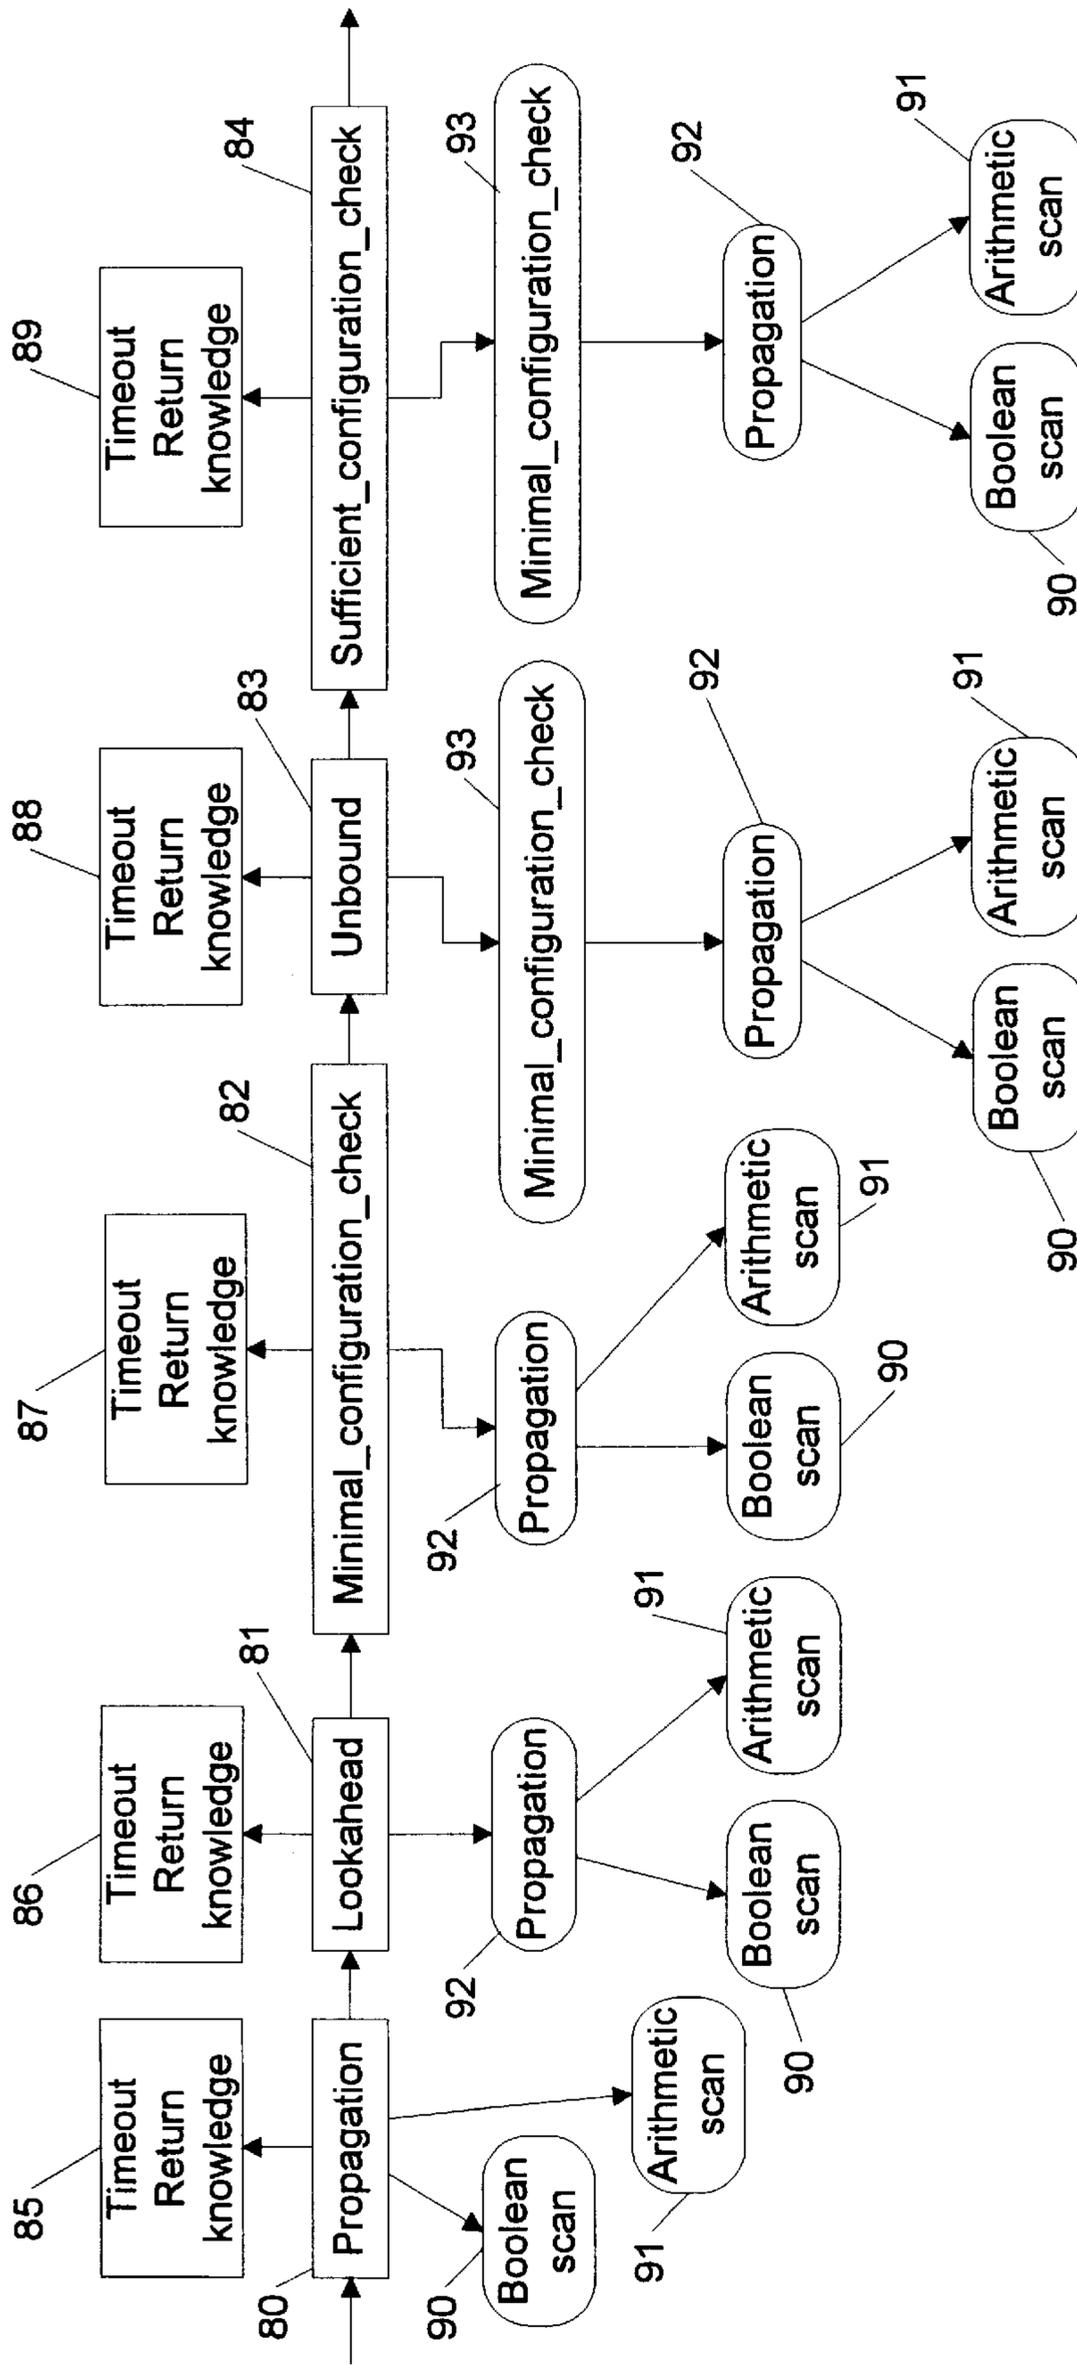 85
86
87
88
89
Timeout
Return
knowledge
Timeout
Return
knowledge
Timeout
Return
knowledge
Timeout
Return
knowledge
Timeout
Return
knowledge
80
81
82
83
84
Propagation
Lookahead
Minimal_configuration_check
Unbound
Sufficient_configuration_check
90
Boolean
scan
91
Arithmetic
scan
92
Propagation
90
Boolean
scan
91
Arithmetic
scan
92
Propagation
90
Boolean
scan
91
Arithmetic
scan
93
Minimal_configuration_check
92
Propagation
90
Boolean
scan
91
Arithmetic
scan
93
Minimal_configuration_check
92
Propagation
90
Boolean
scan
91
Arithmetic
scan